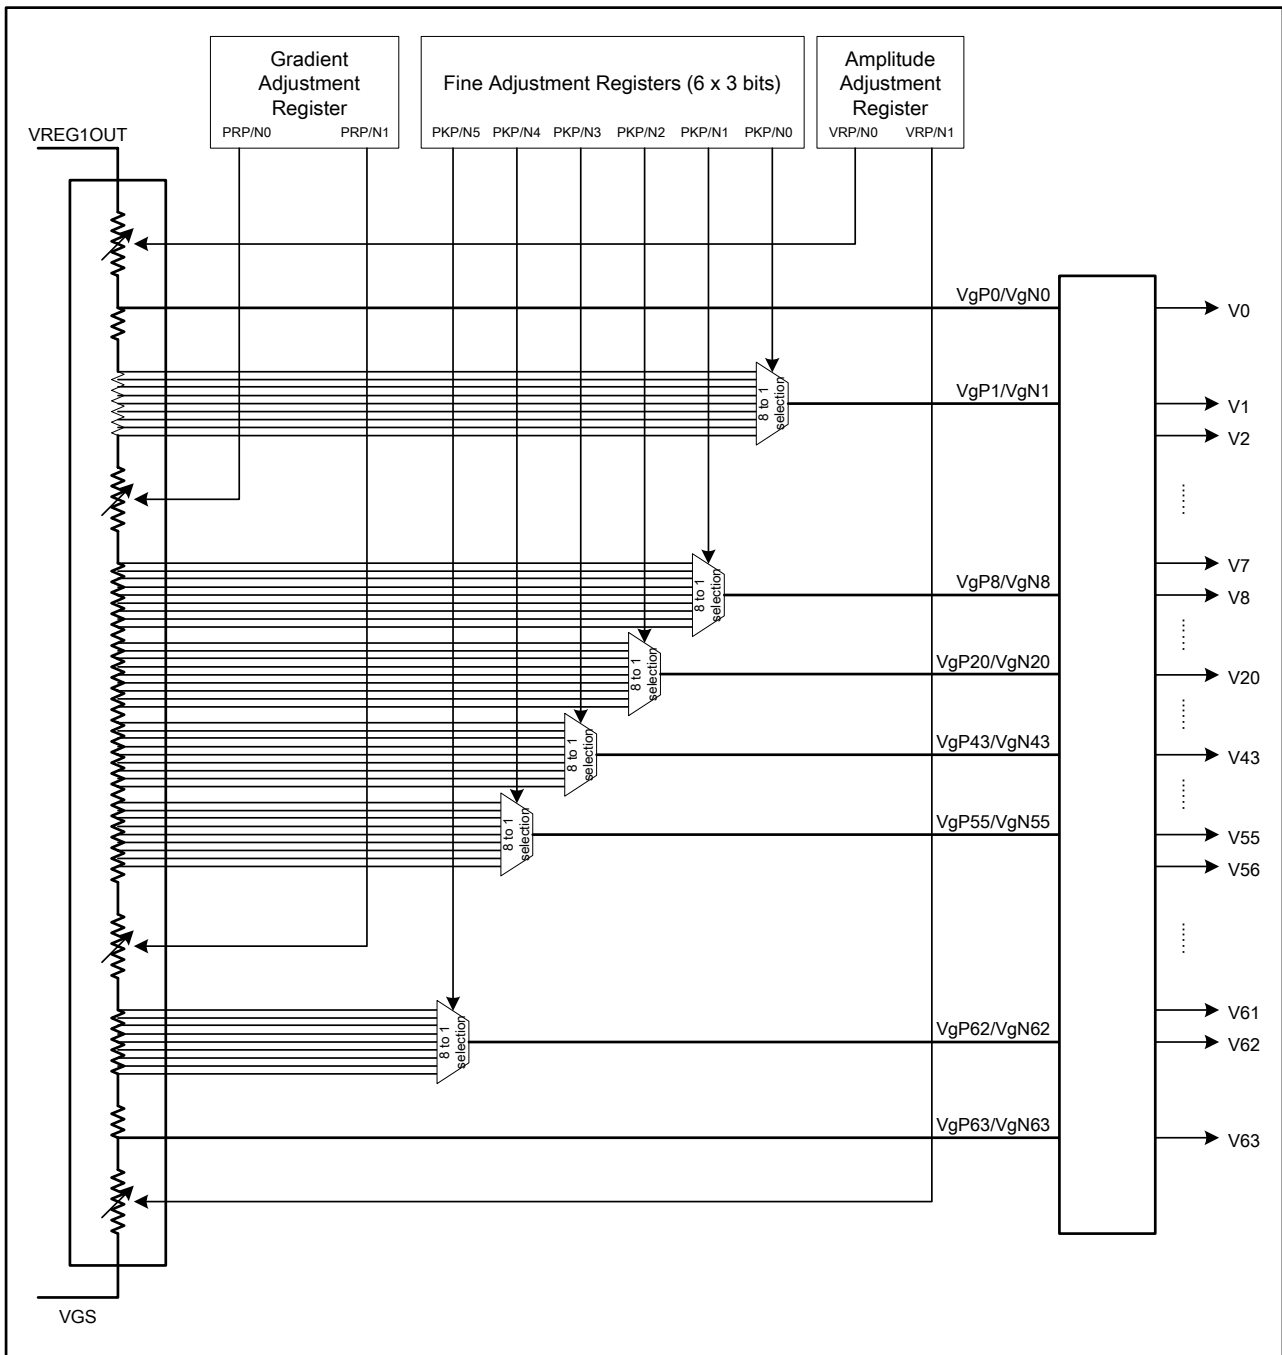 Gradient
Adjustment
Register
PRP/N0 PRP/N1
Fine Adjustment Registers (6 x 3 bits)
PKP/N5 PKP/N4 PKP/N3 PKP/N2 PKP/N1 PKP/N0
Amplitude
Adjustment
Register
VRP/N0 VRP/N1
VREG1OUT
VgP0/VgN0
V0
8 to 1
selection
VgP1/VgN1
V1
V2
V7
8 to 1
selection
VgP8/VgN8
V8
8 to 1
selection
VgP20/VgN20
V20
8 to 1
selection
VgP43/VgN43
V43
8 to 1
selection
VgP55/VgN55
V55
V56
V61
8 to 1
selection
VgP62/VgN62
V62
VgP63/VgN63
V63
VGS